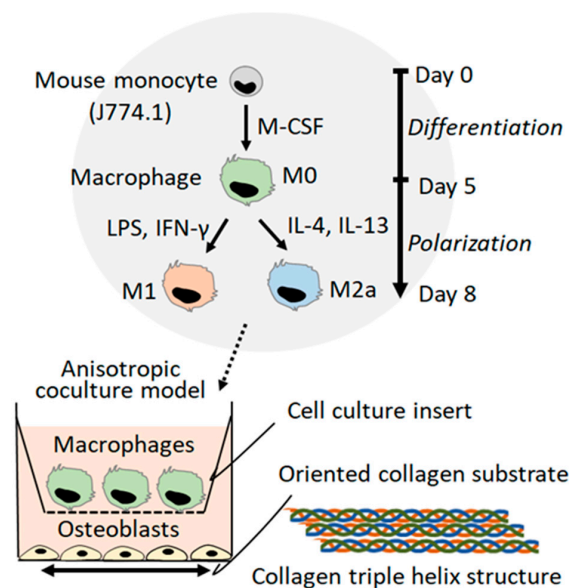 Mouse monocyte
(J774.1)
M-CSF
Macrophage
M0
LPS, IFN-γ
IL-4, IL-13
M1
M2a
Day 0
Differentiation
Day 5
Polarization
Day 8
Anisotropic
coculture model
Macrophages
Osteoblasts
Cell culture insert
Oriented collagen substrate
Collagen triple helix structure